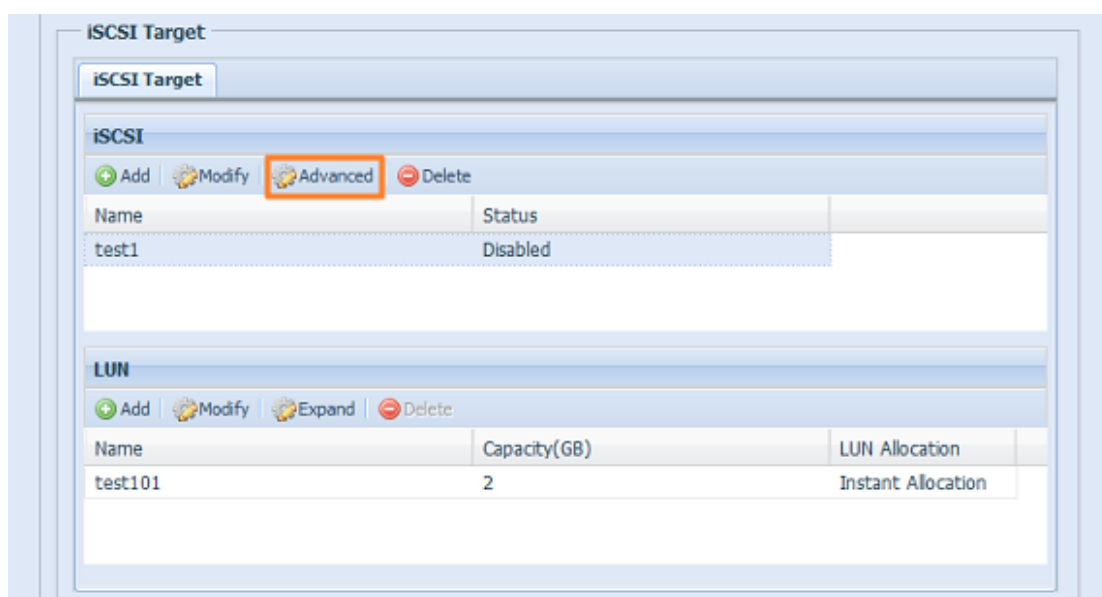 iSCSI Target
iSCSI Target
iSCSI
Add Modify Advanced Delete
Name Status
test1 Disabled
LUN
Add Modify Expand Delete
Name Capacity(GB) LUN Allocation
test101 2 Instant Allocation